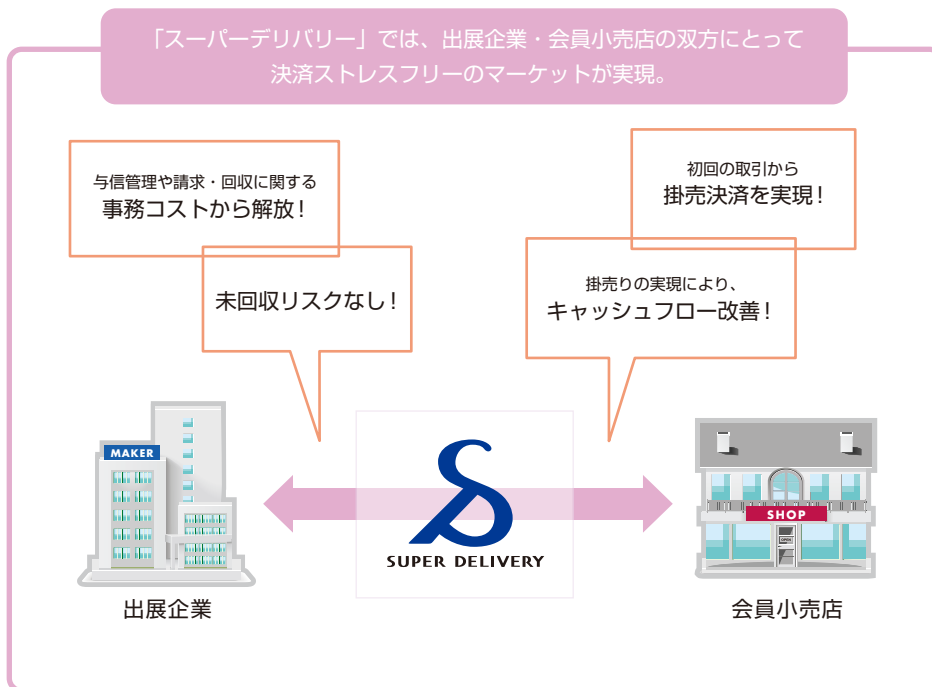 「スーパーデリバリー」では、出展企業・会員小売店の双方にとって
決済ストレスフリーのマーケットが実現。
与信管理や請求・回収に関する
事務コストから解放！
未回収リスクなし！
初回の取引から
掛売決済を実現！
掛売りの実現により、
キャッシュフロー改善！
MAKER
SUPER DELIVERY
SHOP
OPEN
出展企業
会員小売店